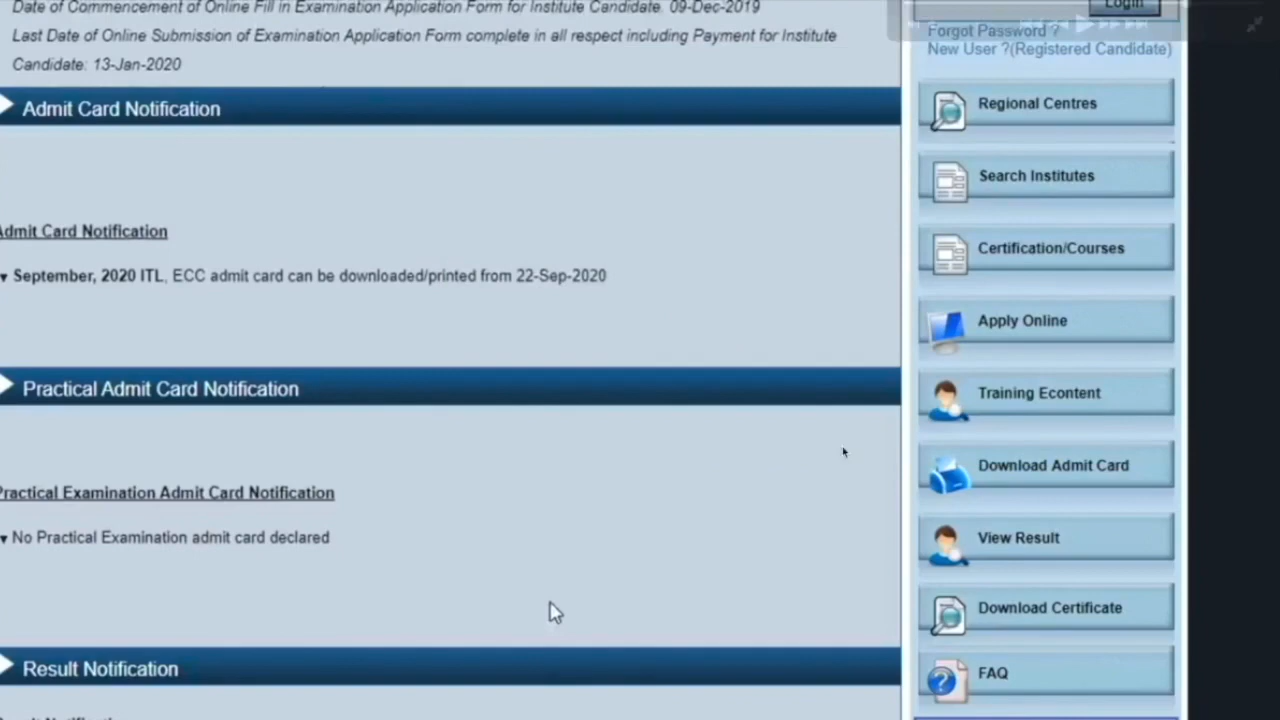 Date of Commencement of Online Fill in Examination Application Form for Institute Candidate. 09-Dec-2019
Last Date of Online Submission of Examination Application Form complete in all respect including Payment for Institute
Candidate: 13-Jan-2020
Admit Card Notification
Admit Card Notification
September, 2020 ITL, ECC admit card can be downloaded/printed from 22-Sep-2020
Practical Admit Card Notification
Practical Examination Admit Card Notification
No Practical Examination admit card declared
Result Notification
Login
Forgot Password ?
New User ?(Registered Candidate)
Regional Centres
Search Institutes
Certification/Courses
Apply Online
Training Econtent
Download Admit Card
View Result
Download Certificate
FAQ